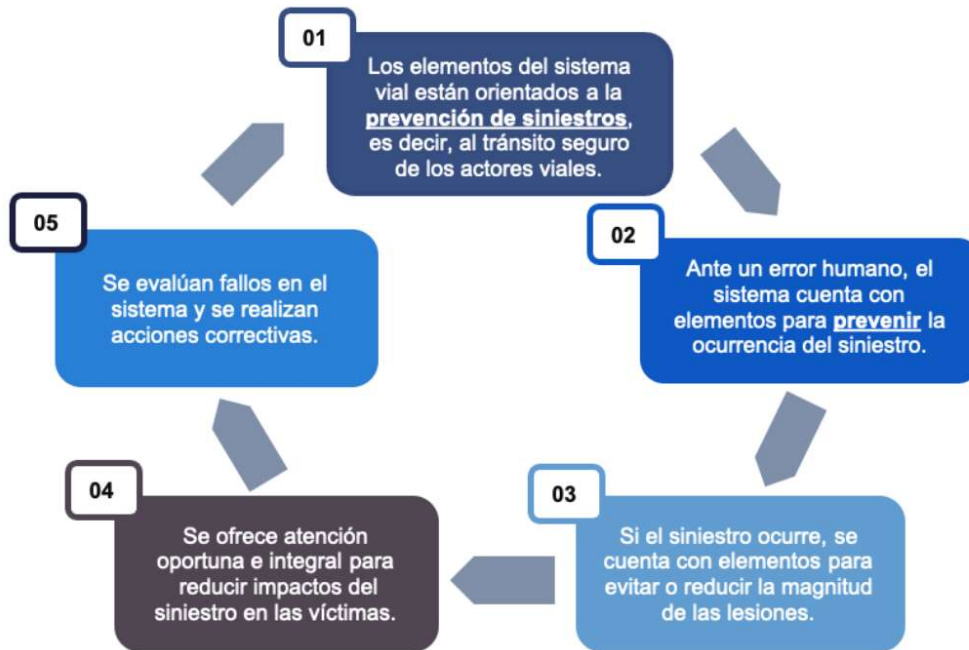 01
Los elementos del sistema
vial están orientados a la
prevención de siniestros,
es decir, al tránsito seguro
de los actores viales.
02
Ante un error humano, el
sistema cuenta con
elementos para prevenir la
ocurrencia del siniestro.
03
Si el siniestro ocurre, se
cuenta con elementos para
evitar o reducir la magnitud
de las lesiones.
04
Se ofrece atención
oportuna e integral para
reducir impactos del
siniestro en las víctimas.
05
Se evalúan fallos en el
sistema y se realizan
acciones correctivas.